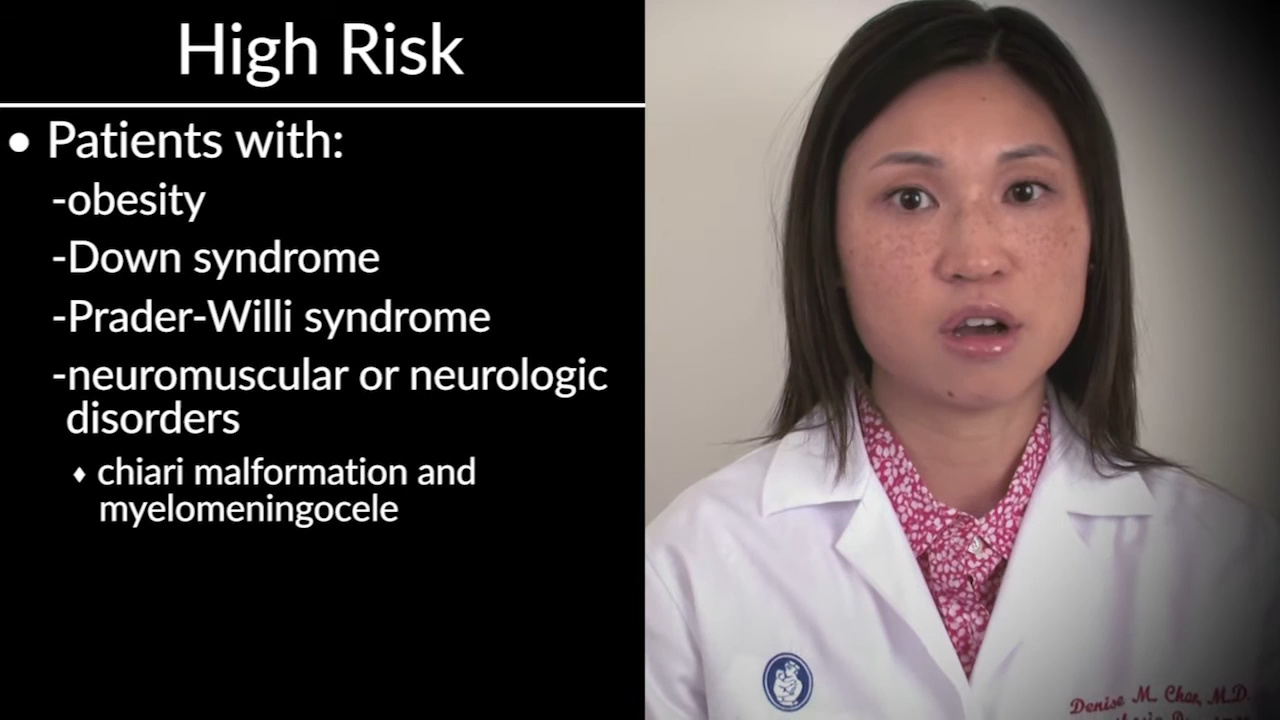 High Risk
• Patients with:
-obesity
-Down syndrome
-Prader-Willi syndrome
-neuromuscular or neurologic
disorders
♦ chiari malformation and
myelomeningocele
Denise M. Chan, M.D.